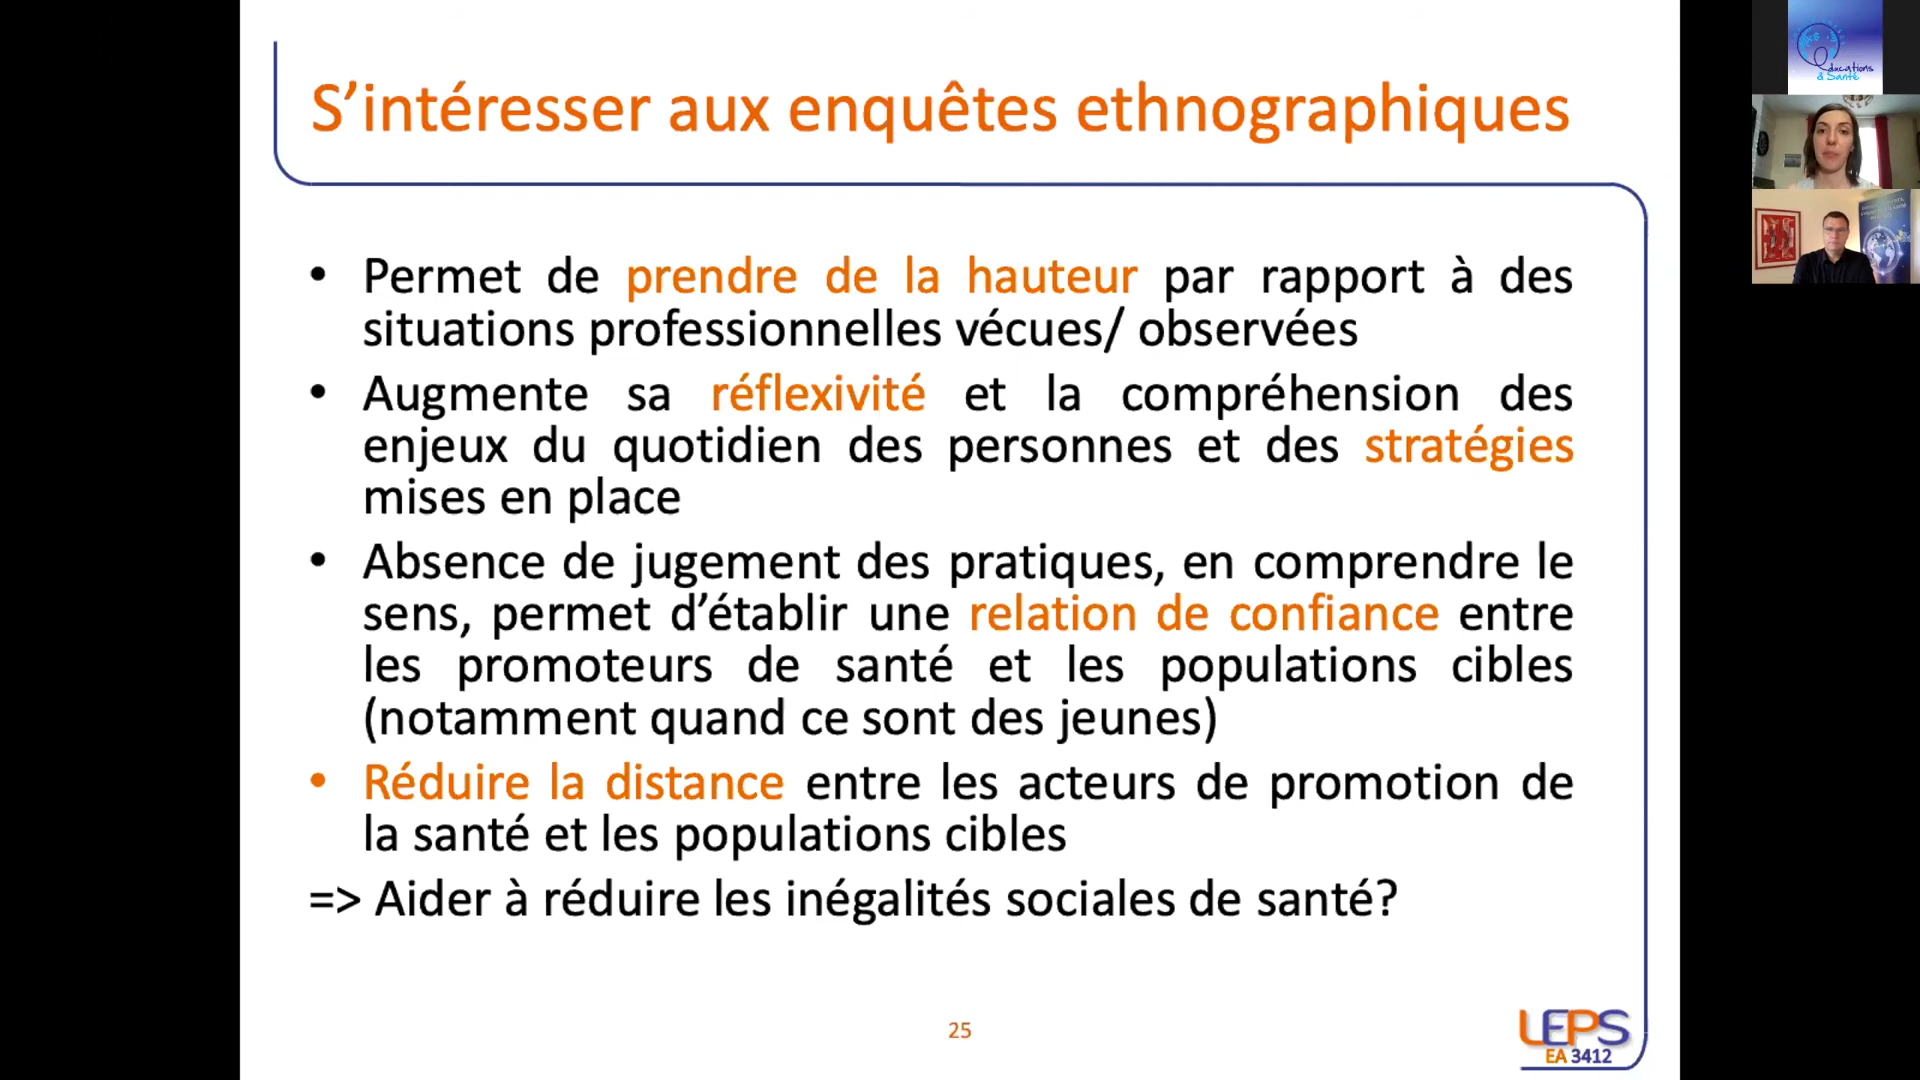 S’intéresser aux enquêtes ethnographiques
• Permet de prendre de la hauteur par rapport à des
situations professionnelles vécues/ observées
• Augmente sa réflexivité et la compréhension des
enjeux du quotidien des personnes et des stratégies
mises en place
• Absence de jugement des pratiques, en comprendre le
sens, permet d’établir une relation de confiance entre
les promoteurs de santé et les populations cibles
(notamment quand ce sont des jeunes)
• Réduire la distance entre les acteurs de promotion de
la santé et les populations cibles
=> Aider à réduire les inégalités sociales de santé?
25
LEPS
EA 3412
Educations
& Santé